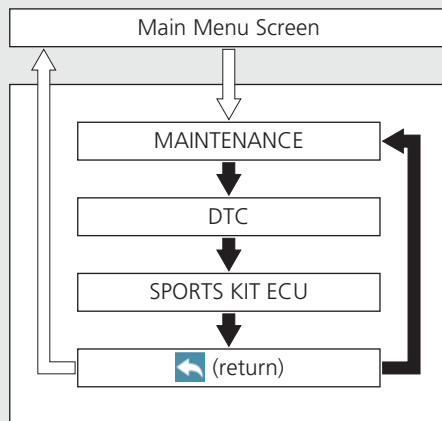 Main Menu Screen
MAINTENANCE
DTC
SPORTS KIT ECU
(return)